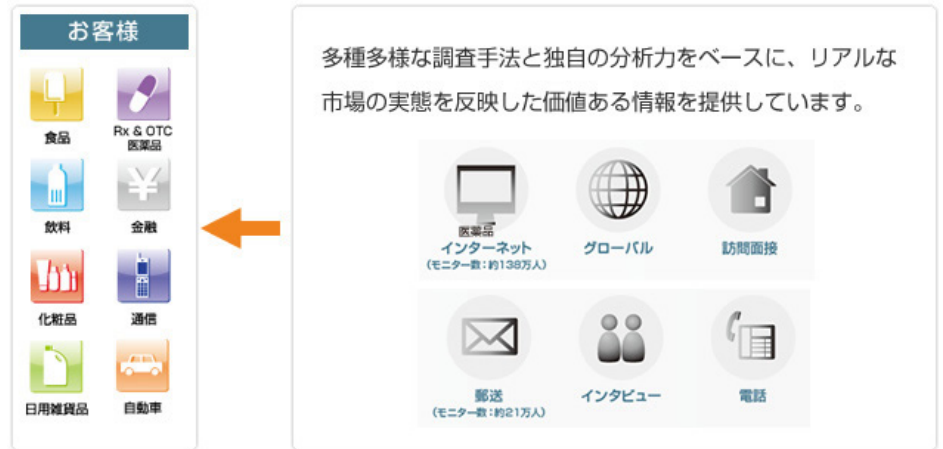 お客様
食品
Rx & OTC
医薬品
飲料
金融
化粧品
通信
日用雑貨品
自動車
多種多様な調査手法と独自の分析力をベースに、リアルな
市場の実態を反映した価値ある情報を提供しています。
医薬品
インターネット
(モニター数:約138万人)
グローバル
訪問面接
郵送
(モニター数:約21万人)
インタビュー
電話